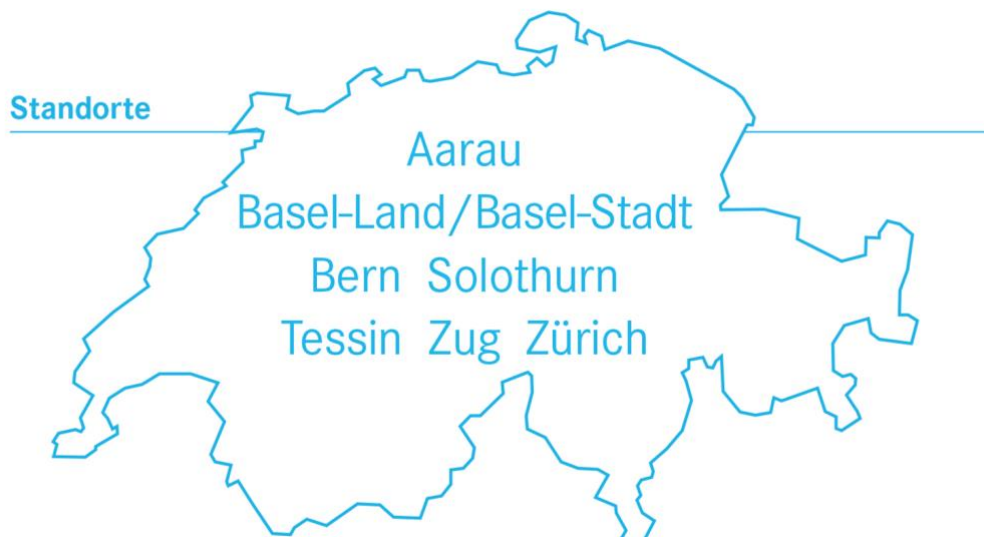 Standorte
Aarau
Basel-Land/Basel-Stadt
Bern Solothurn
Tessin Zug Zürich